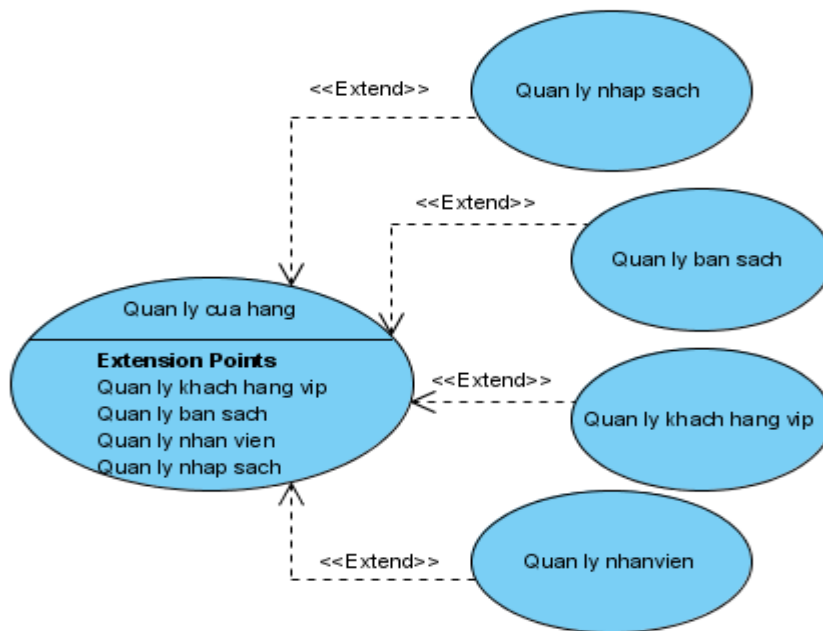 <<Extend>>
Quan ly nhap sach
<<Extend>>
Quan ly ban sach
Quan ly cua hang
Extension Points
Quan ly khach hang vip
Quan ly ban sach
Quan ly nhan vien
Quan ly nhap sach
<<Extend>>
Quan ly khach hang vip
<<Extend>>
Quan ly nhanvien